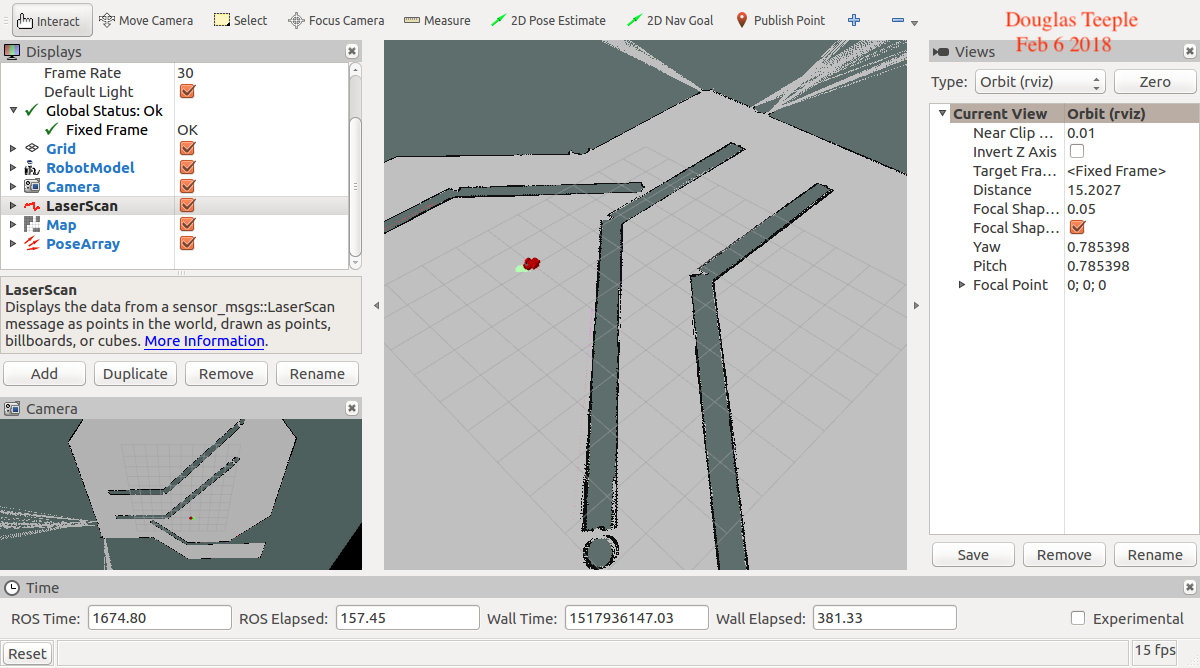 Interact Move Camera Select Focus Camera Measure 2D Pose Estimate 2D Nav Goal Publish Point
Douglas Teeple
Feb 6 2018
Displays
Frame Rate 30
Default Light
Global Status: Ok
Fixed Frame OK
Grid
RobotModel
Camera
LaserScan
Map
PoseArray
LaserScan
Displays the data from a sensor_msgs::LaserScan
message as points in the world, drawn as points,
billboards, or cubes. More Information.
Add Duplicate Remove Rename
Camera
Views
Type: Orbit (rviz) Zero
Current View Orbit (rviz)
Near Clip ... 0.01
Invert Z Axis
Target Fra... <Fixed Frame>
Distance 15.2027
Focal Shap... 0.05
Focal Shap...
Yaw 0.785398
Pitch 0.785398
Focal Point 0; 0; 0
Save Remove Rename
Time
ROS Time: 1674.80 ROS Elapsed: 157.45 Wall Time: 1517936147.03 Wall Elapsed: 381.33 Experimental
Reset 15 fps